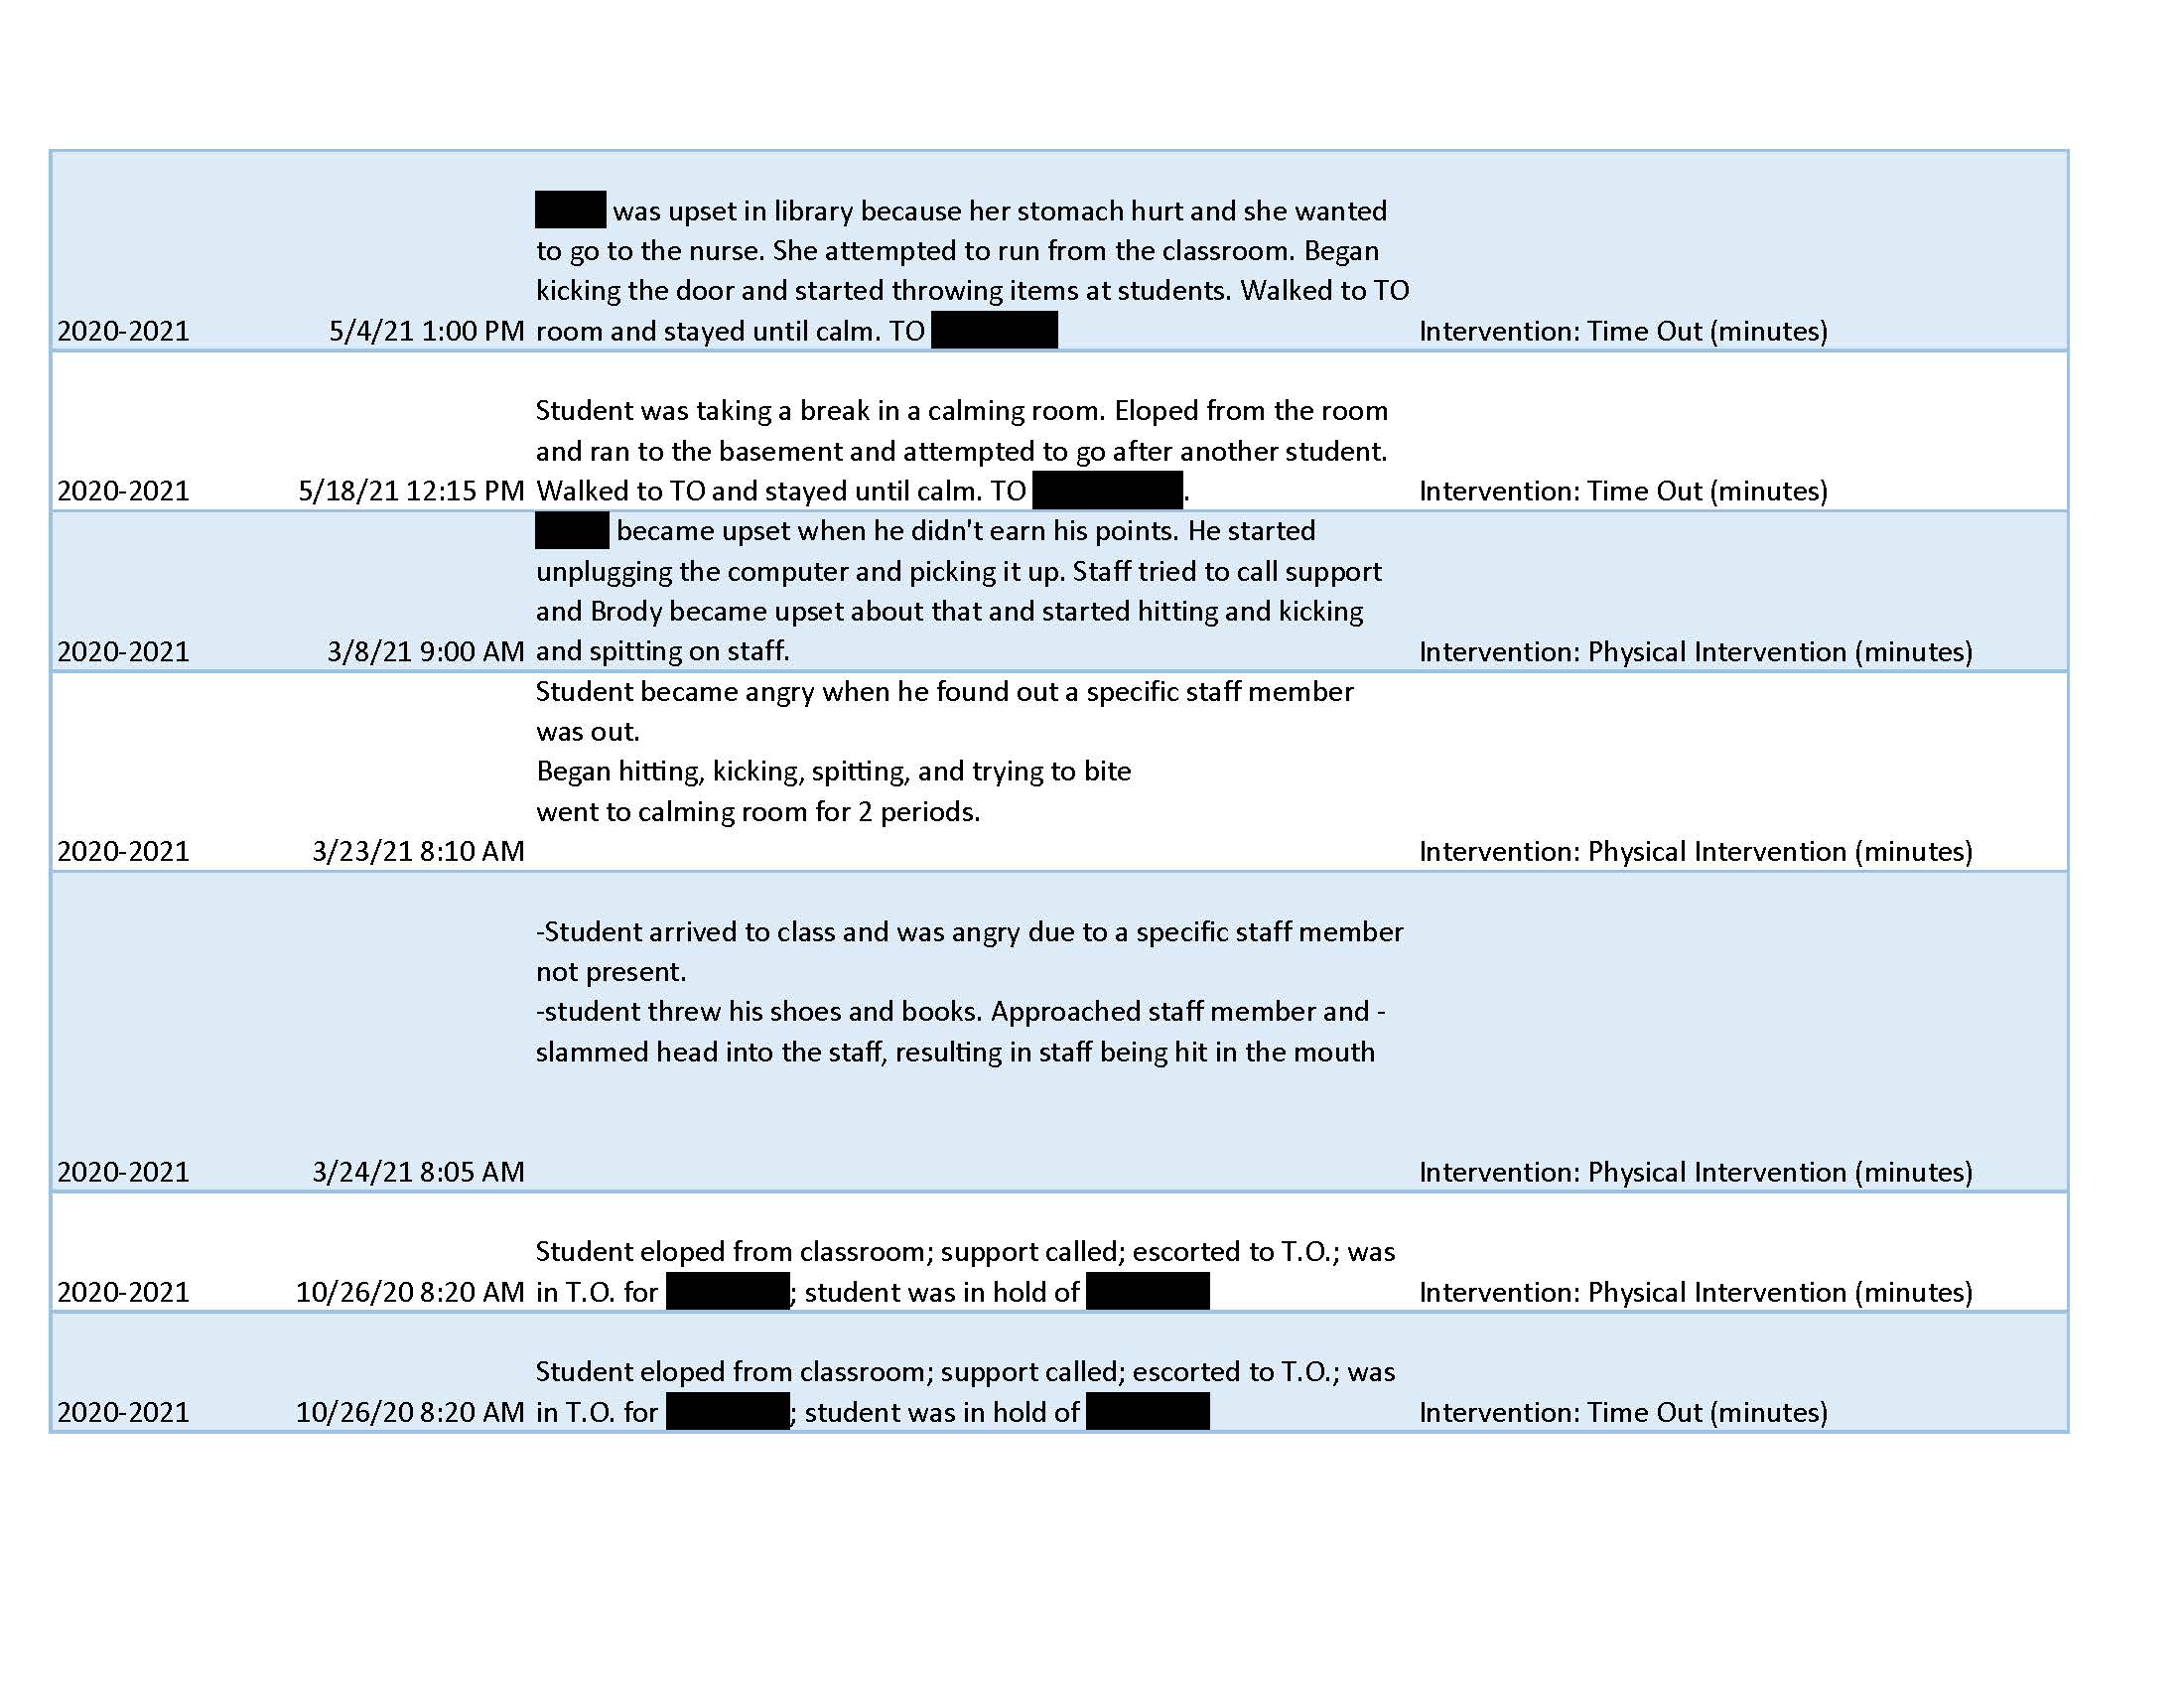 was upset in library because her stomach hurt and she wanted
to go to the nurse. She attempted to run from the classroom. Began
kicking the door and started throwing items at students. Walked to TO
2020-2021 5/4/21 1:00 PM room and stayed until calm. TO Intervention: Time Out (minutes)
Student was taking a break in a calming room. Eloped from the room
and ran to the basement and attempted to go after another student.
2020-2021 5/18/21 12:15 PM Walked to TO and stayed until calm. TO . Intervention: Time Out (minutes)
became upset when he didn't earn his points. He started
unplugging the computer and picking it up. Staff tried to call support
and Brody became upset about that and started hitting and kicking
2020-2021 3/8/21 9:00 AM and spitting on staff. Intervention: Physical Intervention (minutes)
Student became angry when he found out a specific staff member
was out.
Began hitting, kicking, spitting, and trying to bite
went to calming room for 2 periods.
2020-2021 3/23/21 8:10 AM Intervention: Physical Intervention (minutes)
-Student arrived to class and was angry due to a specific staff member
not present.
-student threw his shoes and books. Approached staff member and -
slammed head into the staff, resulting in staff being hit in the mouth
2020-2021 3/24/21 8:05 AM Intervention: Physical Intervention (minutes)
Student eloped from classroom; support called; escorted to T.O.; was
2020-2021 10/26/20 8:20 AM in T.O. for ; student was in hold of Intervention: Physical Intervention (minutes)
Student eloped from classroom; support called; escorted to T.O.; was
2020-2021 10/26/20 8:20 AM in T.O. for ; student was in hold of Intervention: Time Out (minutes)